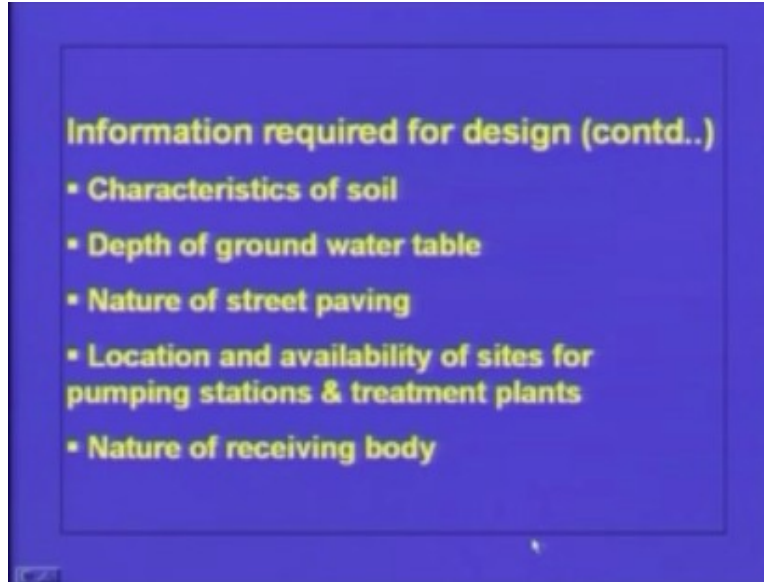 Information required for design (contd..)
▪ Characteristics of soil
▪ Depth of ground water table
▪ Nature of street paving
▪ Location and availability of sites for
pumping stations & treatment plants
▪ Nature of receiving body